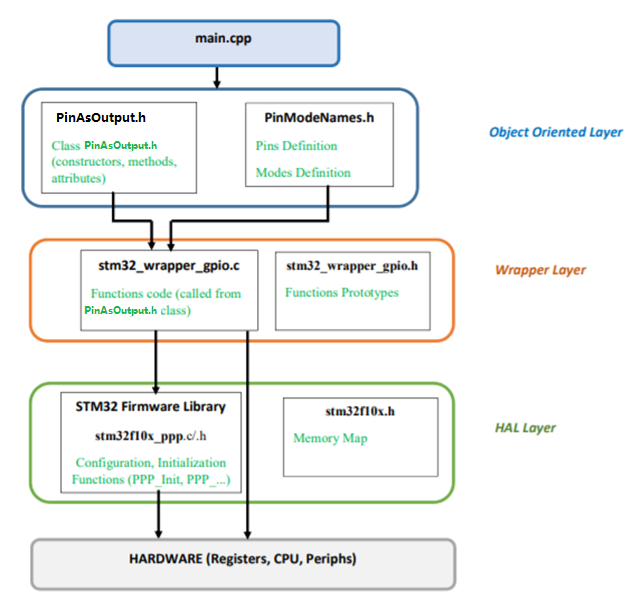 main.cpp
PinAsOutput.h
Class PinAsOutput.h
(constructors, methods,
attributes)
PinModeNames.h
Pins Definition
Modes Definition
Object Oriented Layer
stm32_wrapper_gpio.c
Functions code (called from
PinAsOutput.h class)
stm32_wrapper_gpio.h
Functions Prototypes
Wrapper Layer
STM32 Firmware Library
stm32f10x_ppp.c/.h
Configuration, Initialization
Functions (PPP_Init, PPP_...)
stm32f10x.h
Memory Map
HAL Layer
HARDWARE (Registers, CPU, Periphs)